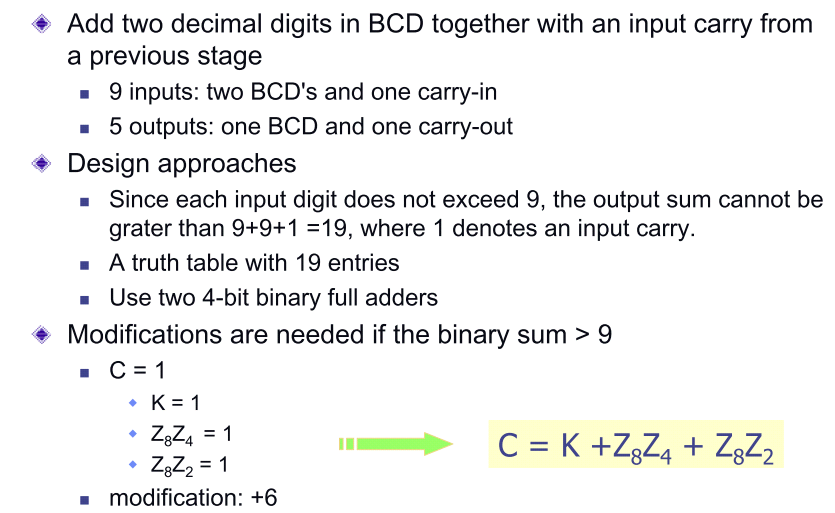 Add two decimal digits in BCD together with an input carry from
a previous stage
9 inputs: two BCD's and one carry-in
5 outputs: one BCD and one carry-out
Design approaches
Since each input digit does not exceed 9, the output sum cannot be
grater than 9+9+1 =19, where 1 denotes an input carry.
A truth table with 19 entries
Use two 4-bit binary full adders
Modifications are needed if the binary sum > 9
C = 1
K = 1
Z₈Z₄ = 1
Z₈Z₂ = 1
C = K +Z₈Z₄ + Z₈Z₂
modification: +6